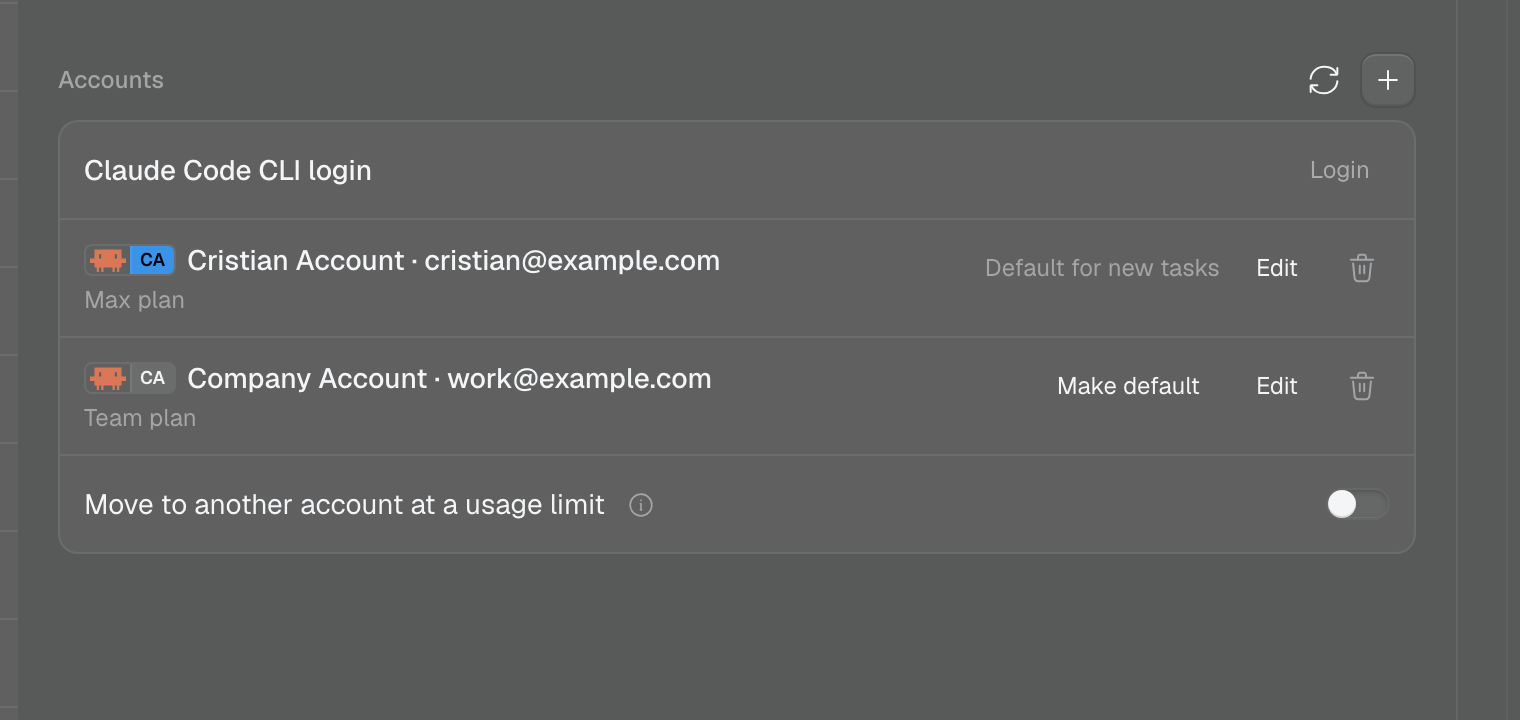 Accounts
Claude Code CLI login
Login
CA
Cristian Account · cristian@example.com
Max plan
Default for new tasks
Edit
CA
Company Account · work@example.com
Team plan
Make default
Edit
Move to another account at a usage limit